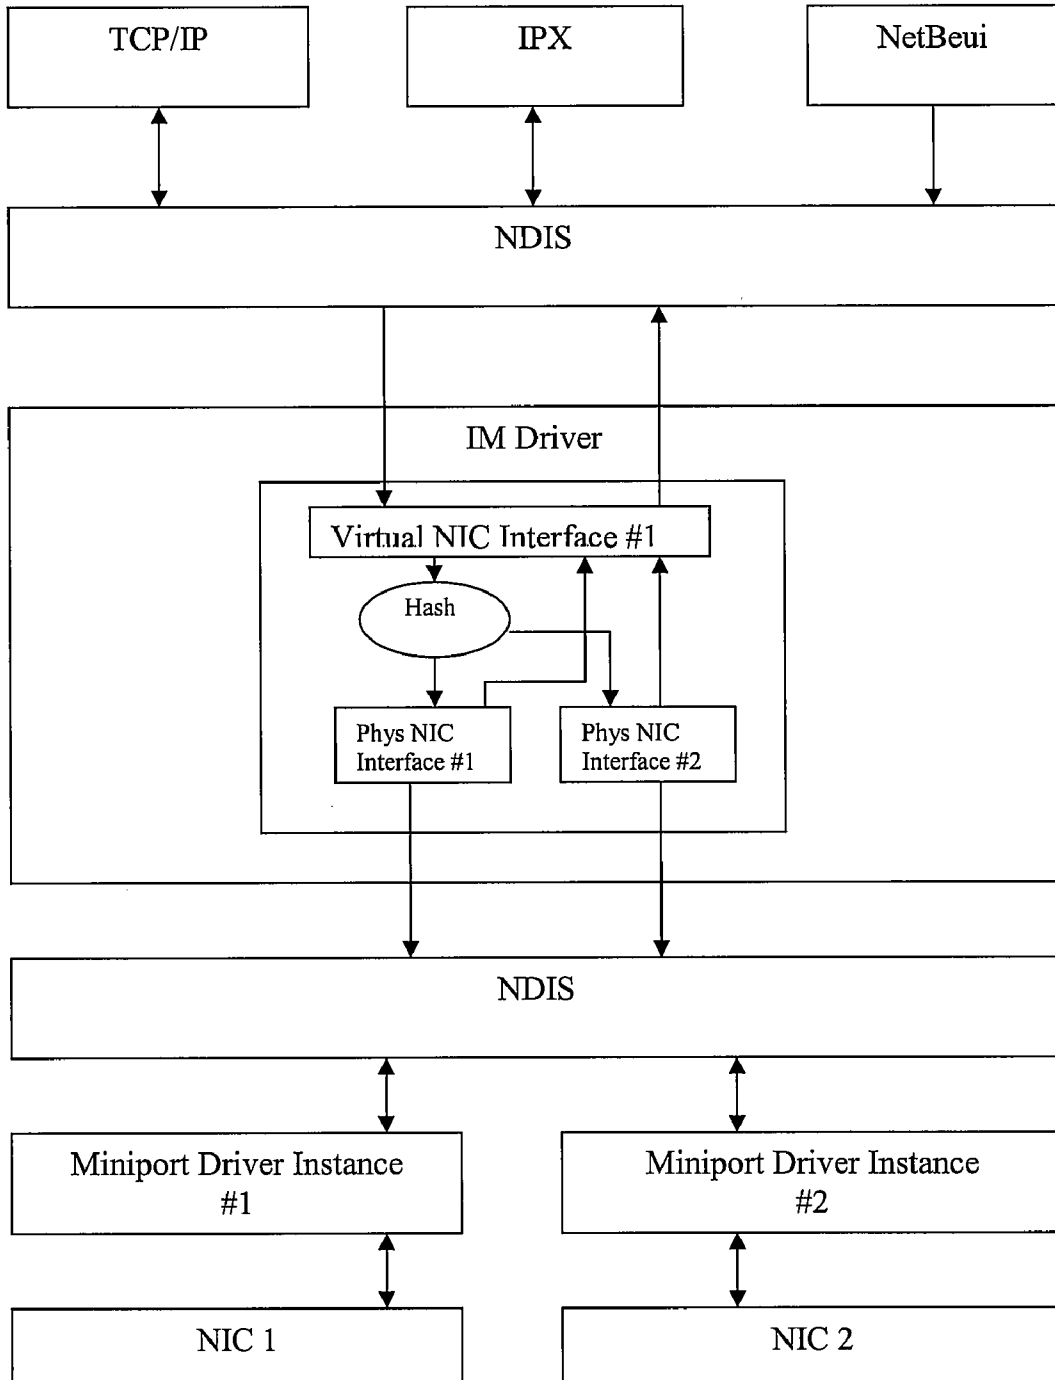 TCP/IP
IPX
NetBeui
NDIS
IM Driver
Virtual NIC Interface #1
Hash
Phys NIC
Interface #1
Phys NIC
Interface #2
NDIS
Miniport Driver Instance
#1
Miniport Driver Instance
#2
NIC 1
NIC 2